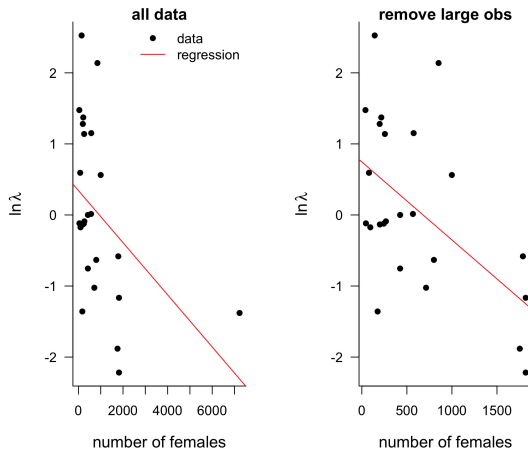 all data
remove large obs
data
regression
2
1
0
-1
-2
ln λ
0 2000 4000 6000
number of females
2
1
0
-1
-2
ln λ
0 500 1000 1500
number of females